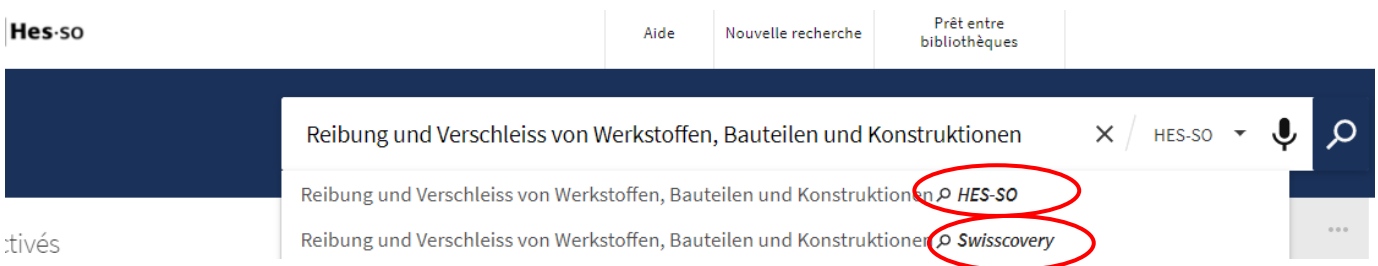 Hes·so
Aide
Nouvelle recherche
Prêt entre
bibliothèques
Reibung und Verschleiss von Werkstoffen, Bauteilen und Konstruktionen
HES-SO
Reibung und Verschleiss von Werkstoffen, Bauteilen und Konstruktionen HES-SO
Reibung und Verschleiss von Werkstoffen, Bauteilen und Konstruktionen Swisscovery
tivés